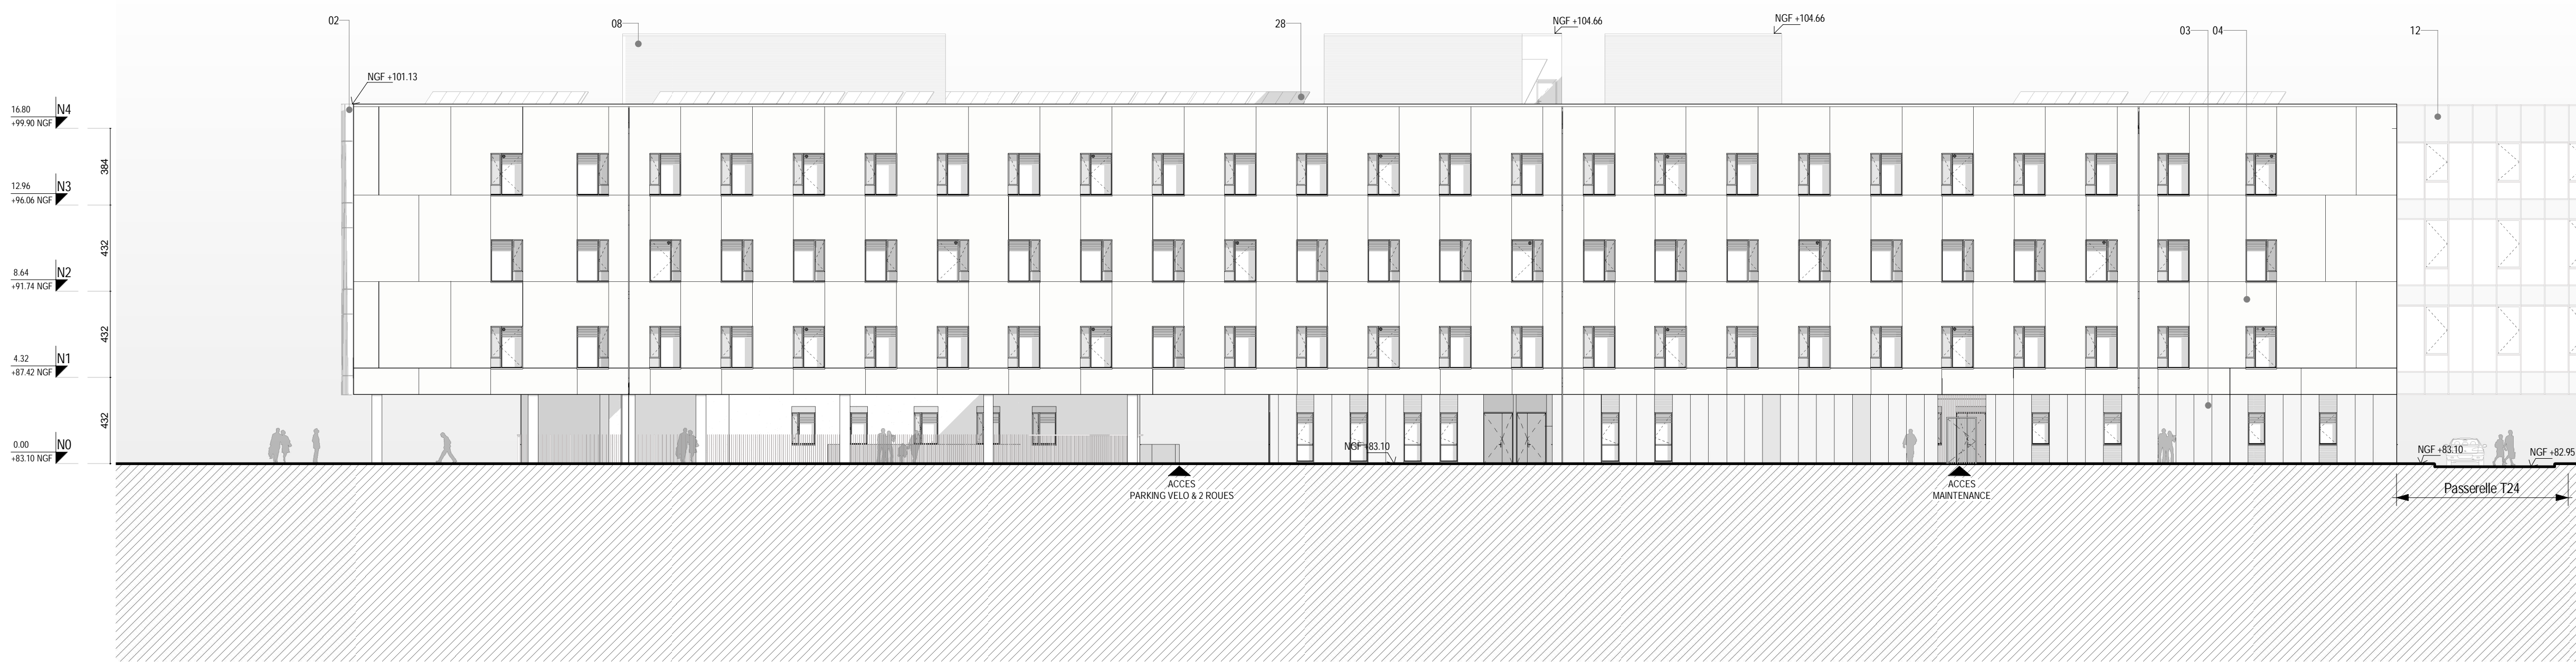 02
08
28
NGF +104.66
NGF +104.66
03
04
12
NGF +101.13
16.80
N4
+99.90 NGF
384
12.96
N3
+96.06 NGF
432
8.64
N2
+91.74 NGF
432
4.32
N1
+87.42 NGF
432
0.00
N0
+83.10 NGF
NGF +83.10
NGF +83.10
NGF +82.95
ACCES
PARKING VELO & 2 ROUES
ACCES
MAINTENANCE
Passerelle T24